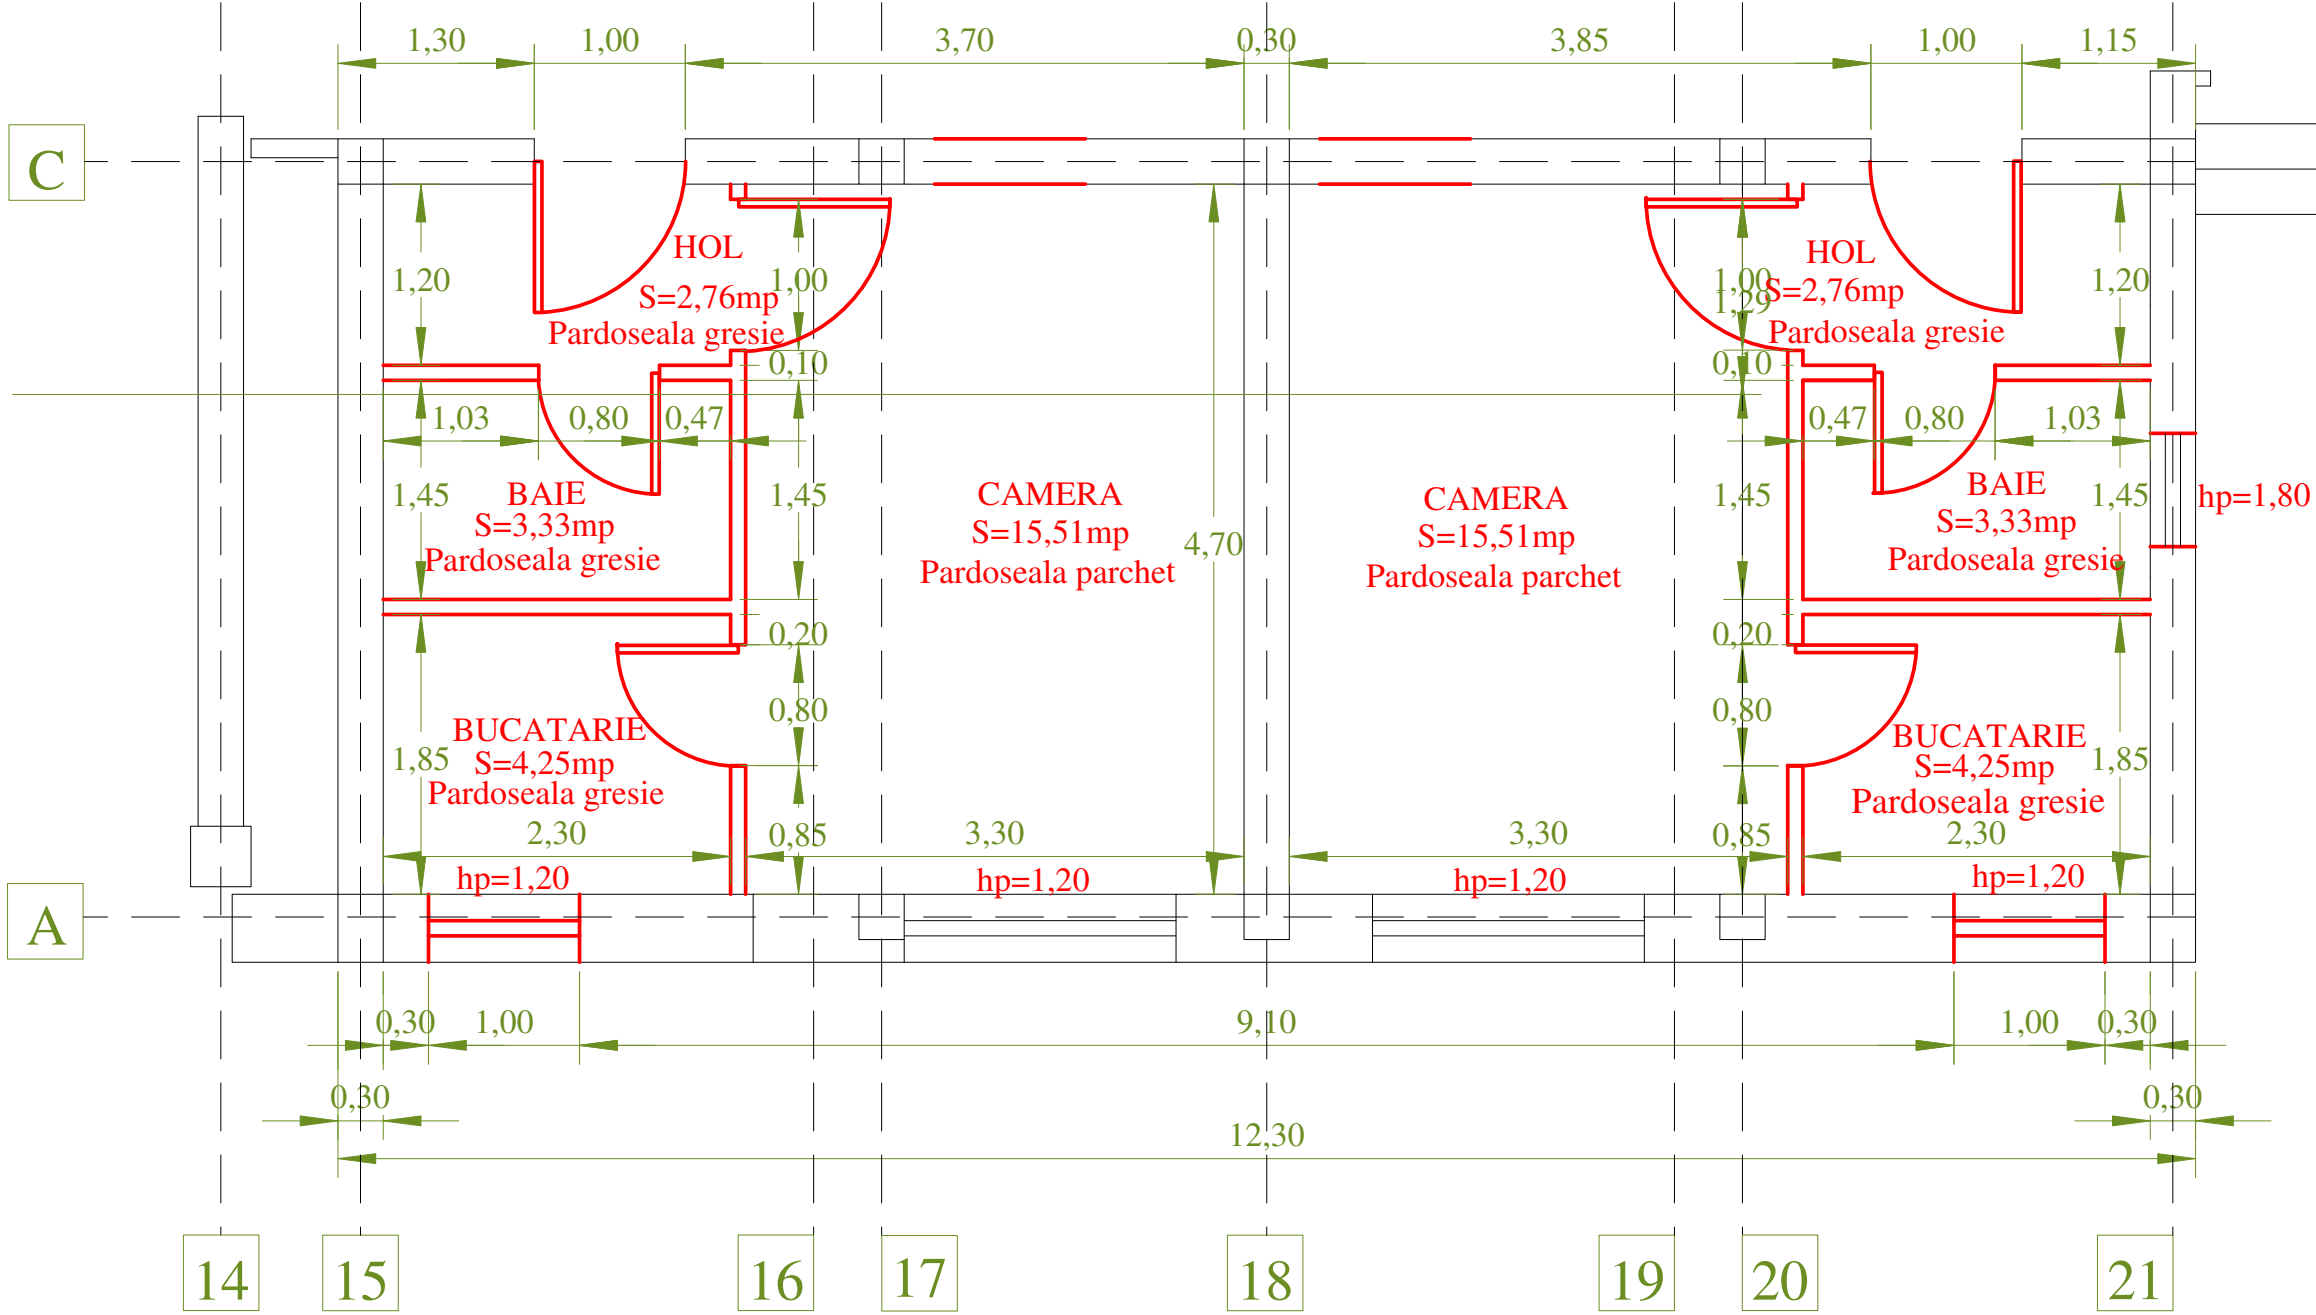 1,30 1,00 3,70 0,30 3,85 1,00 1,15
C
HOL
S=2,76mp
Pardoseala gresie
HOL
S=2,76mp
Pardoseala gresie
1,20 1,00 1,00 1,20
1,29
0,10 0,10
1,03 0,80 0,47 0,47 0,80 1,03
1,45 1,45 1,45 1,45
BAIE
S=3,33mp
Pardoseala gresie
CAMERA
S=15,51mp
Pardoseala parchet
4,70
CAMERA
S=15,51mp
Pardoseala parchet
BAIE
S=3,33mp
Pardoseala gresie
hp=1,80
0,20 0,20
0,80 0,80
BUCATARIE
S=4,25mp
Pardoseala gresie
BUCATARIE
S=4,25mp
Pardoseala gresie
1,85 1,85
2,30 0,85 3,30 3,30 0,85 2,30
hp=1,20 hp=1,20 hp=1,20 hp=1,20
A
0,30 1,00 9,10 1,00 0,30
0,30 0,30
12,30
14 15 16 17 18 19 20 21